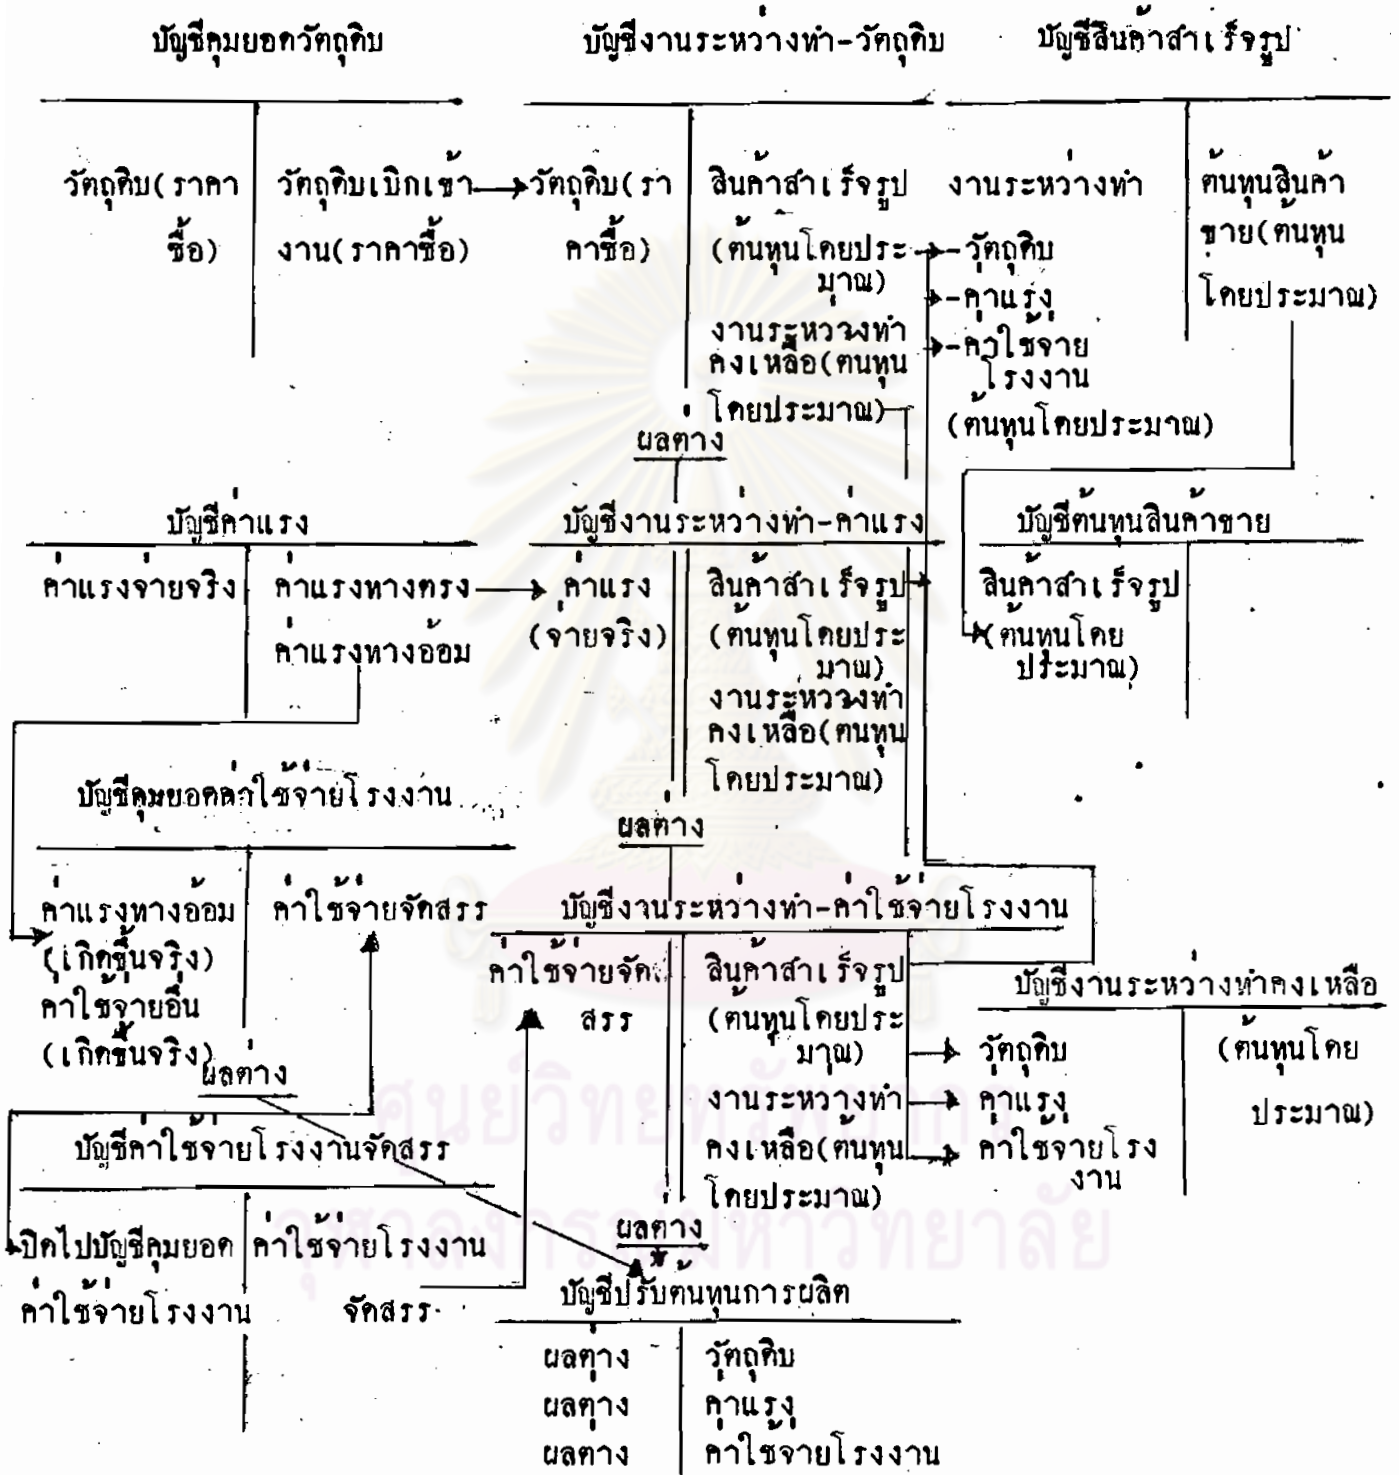 บัญชีคุมยอดวัตถุดิบ
บัญชีงานระหว่างทำ-วัตถุดิบ
บัญชีสินค้าสำเร็จรูป
วัตถุดิบ(ราคา
ซื้อ)
วัตถุดิบเบิกเข้า
งาน(ราคาซื้อ)
วัตถุดิบ(รา
คาซื้อ)
สินค้าสำเร็จรูป
(ต้นทุนโดยประ
มาณ)
งานระหว่างทำ
คงเหลือ(ต้นทุน
โดยประมาณ)
ผลต่าง
งานระหว่างทำ
-วัตถุดิบ
-ค่าแรง
-ค่าใช้จ่าย
โรงงาน
(ต้นทุนโดยประมาณ)
ต้นทุนสินค้า
ขาย(ต้นทุน
โดยประมาณ)
บัญชีค่าแรง
บัญชีงานระหว่างทำ-ค่าแรง
บัญชีต้นทุนสินค้าขาย
ค่าแรงจ่ายจริง
ค่าแรงทางตรง
ค่าแรงทางอ้อม
ค่าแรง
(จ่ายจริง)
สินค้าสำเร็จรูป
(ต้นทุนโดยประ
มาณ)
งานระหว่างทำ
คงเหลือ(ต้นทุน
โดยประมาณ)
ผลต่าง
สินค้าสำเร็จรูป
(ต้นทุนโดย
ประมาณ)
บัญชีคุมยอดค่าใช้จ่ายโรงงาน
บัญชีงานระหว่างทำ-ค่าใช้จ่ายโรงงาน
ค่าแรงทางอ้อม
(เกิดขึ้นจริง)
ค่าใช้จ่ายอื่น
(เกิดขึ้นจริง)
ค่าใช้จ่ายจัดสรร
ผลต่าง
ค่าใช้จ่ายจัด
สรร
สินค้าสำเร็จรูป
(ต้นทุนโดยประ
มาณ)
งานระหว่างทำ
คงเหลือ(ต้นทุน
โดยประมาณ)
ผลต่าง
บัญชีงานระหว่างทำคงเหลือ
วัตถุดิบ
ค่าแรง
ค่าใช้จ่ายโรง
งาน
(ต้นทุนโดย
ประมาณ)
บัญชีค่าใช้จ่ายโรงงานจัดสรร
ปิดไปบัญชีคุมยอด
ค่าใช้จ่ายโรงงาน
ค่าใช้จ่ายโรงงาน
จัดสรร
บัญชีปรับต้นทุนการผลิต
ผลต่าง วัตถุดิบ
ผลต่าง ค่าแรง
ผลต่าง ค่าใช้จ่ายโรงงาน
ศูนย์วิทยทรัพยากร
จุฬาลงกรณ์มหาวิทยาลัย